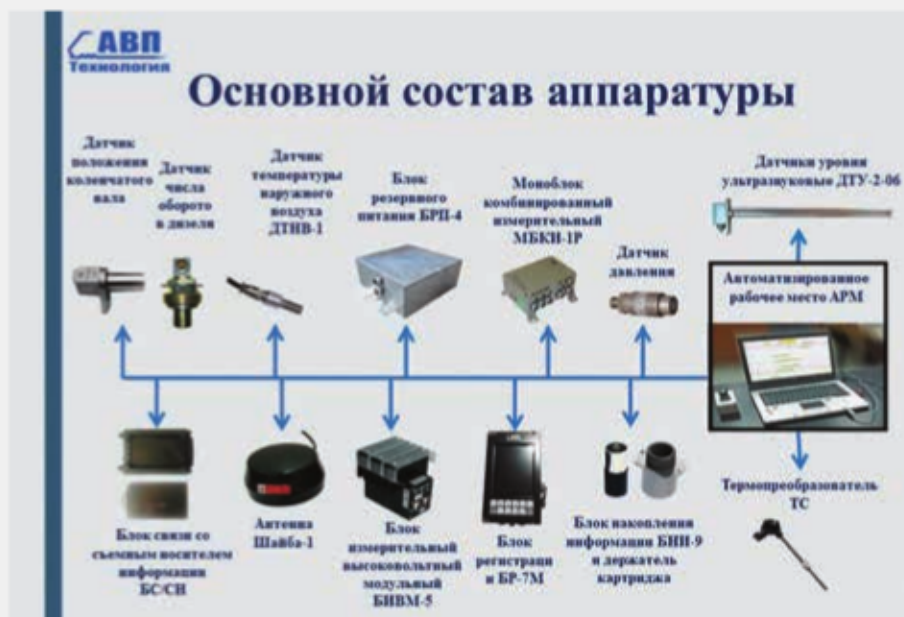 АВП
Технология
Основной состав аппаратуры
Датчик
положения
коленчатого
вала
Датчик
числа
оборото
в дизеля
Датчик
температуры
наружного
воздуха
ДТНВ-1
Блок
резервного
питания БРП-4
Моноблок
комбинированный
измерительный
МБКИ-1Р
Датчик
давления
Датчики уровня
ультразвуковые ДТУ-2-06
Автоматизированное
рабочее место АРМ
Блок связи со
съемным носителем
информации
БС/СН
Антенна
Шайба-1
Блок
измерительный
высоковольтный
модульный
БИВМ-5
Блок
регистраци
и БР-7М
Блок накопления
информации БНИ-9
и держатель
картриджа
Термопреобразователь
ТС